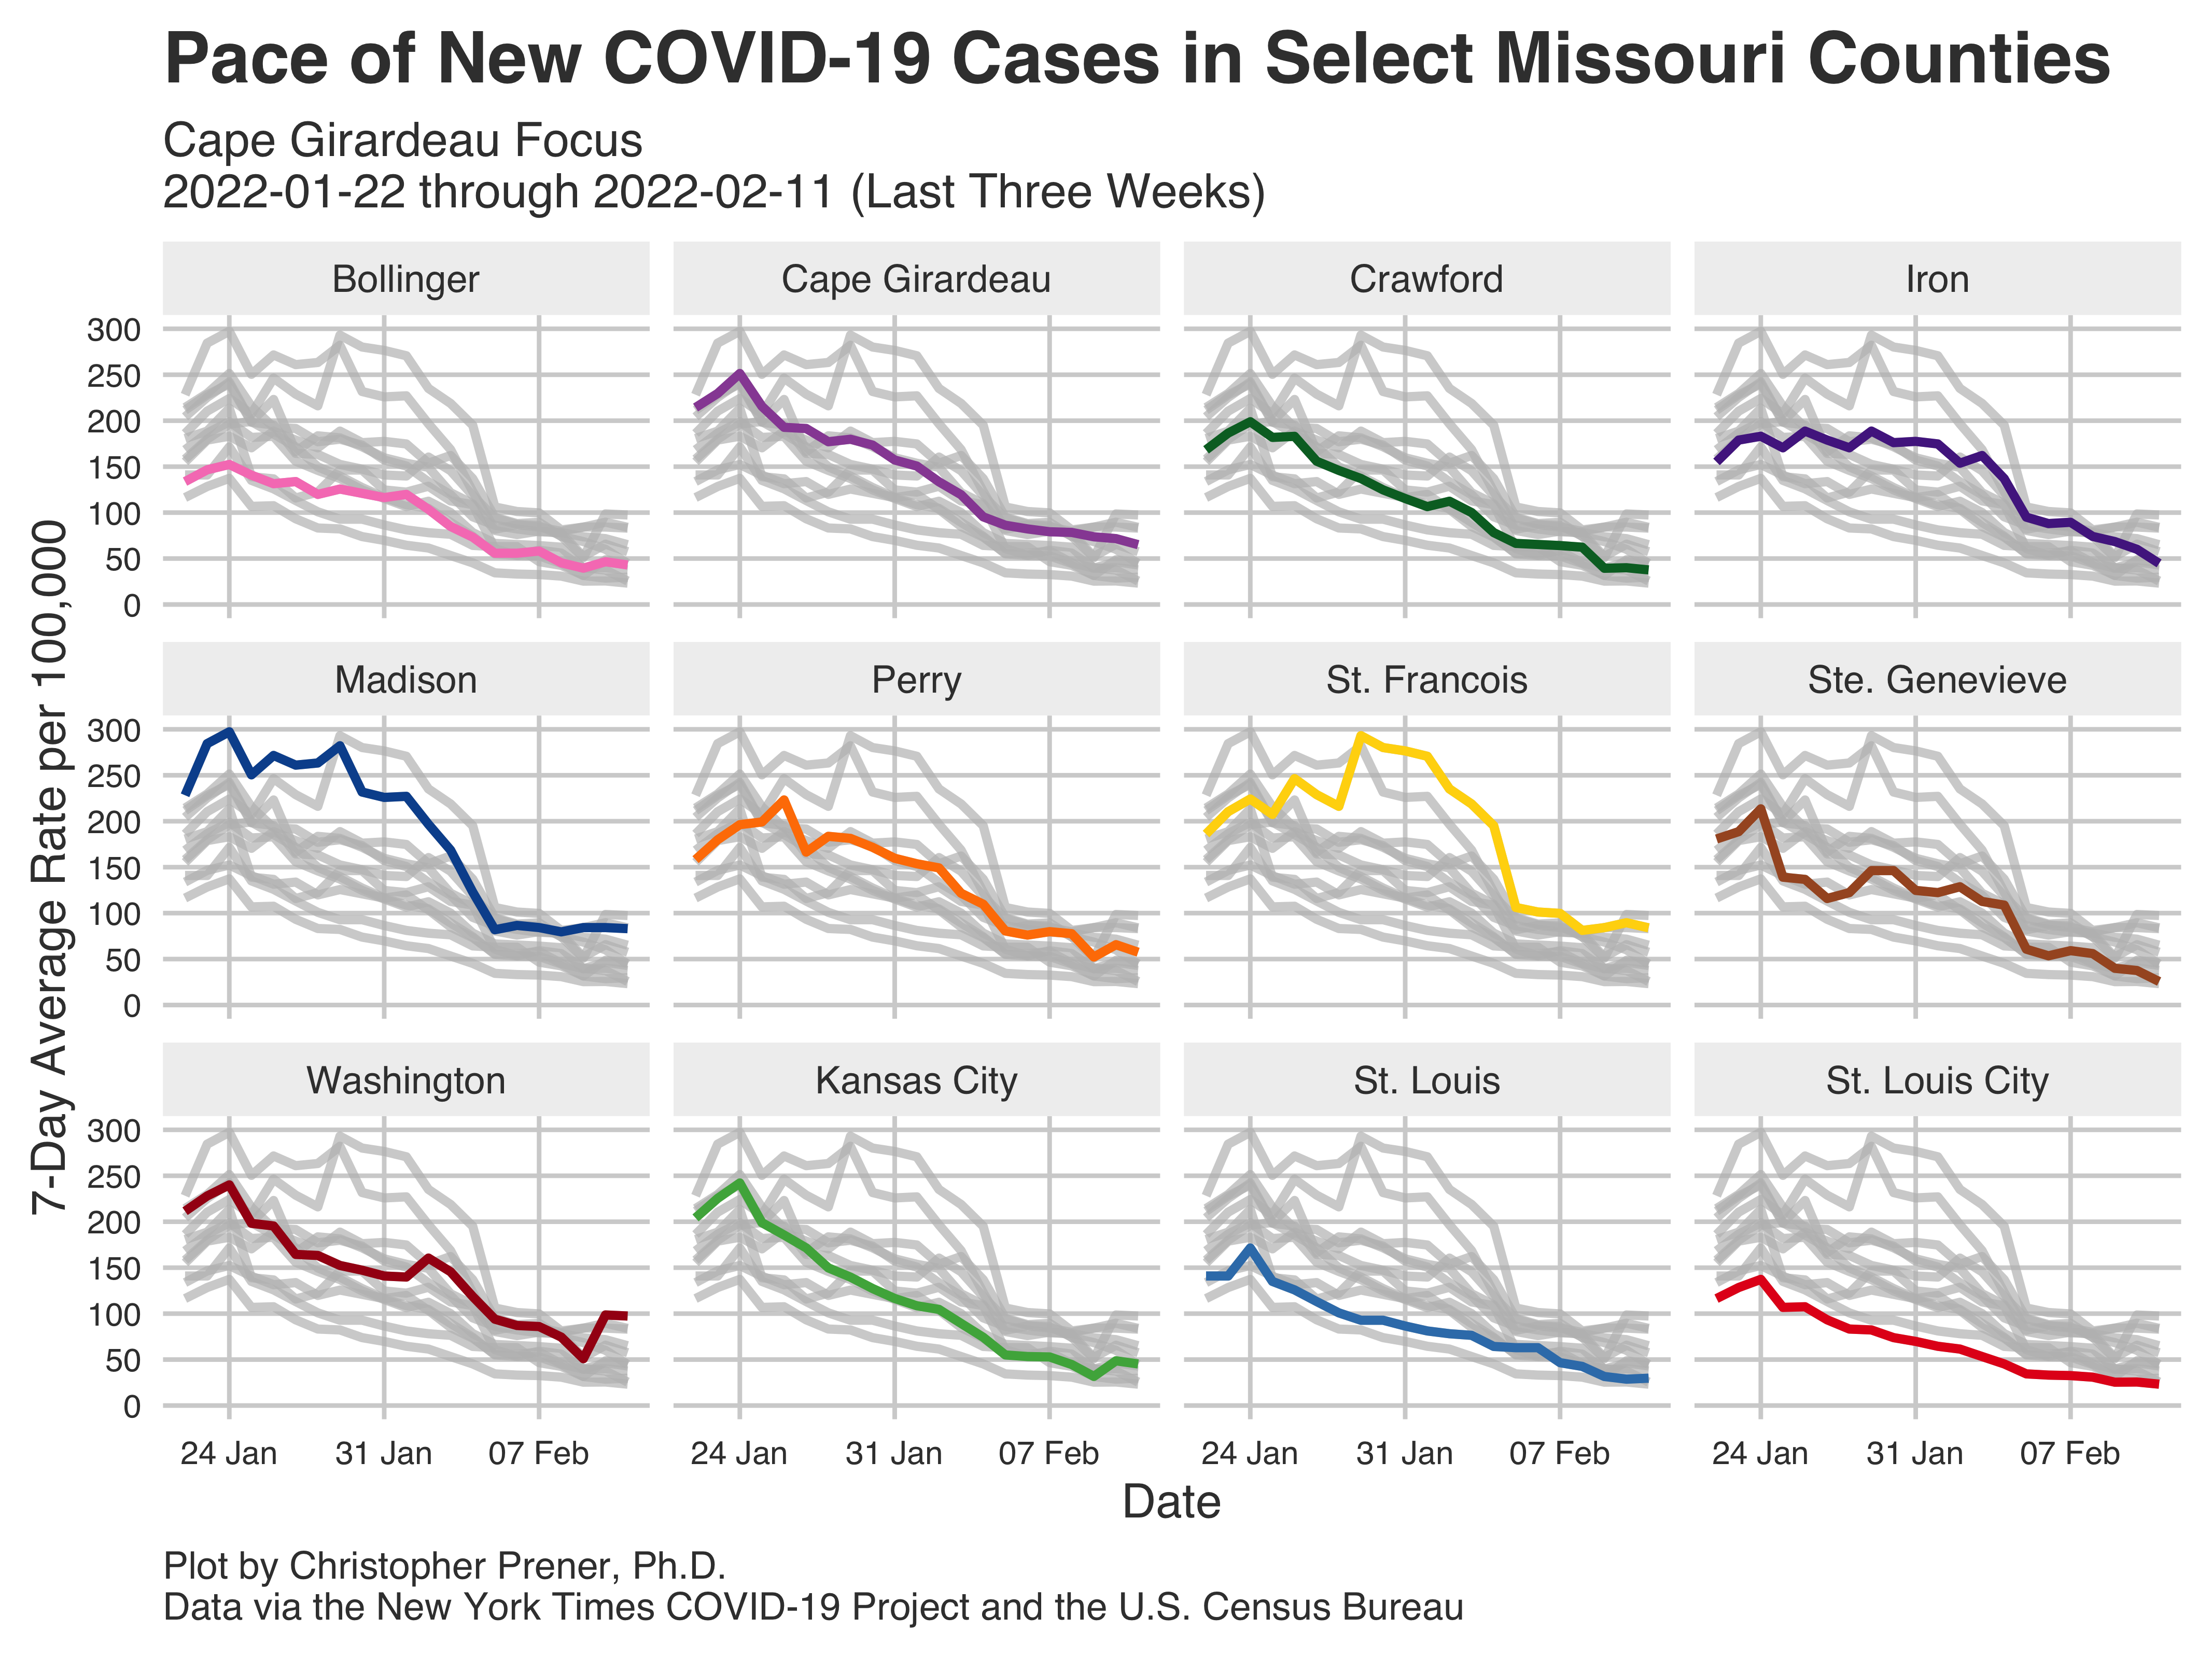 Pace of New COVID-19 Cases in Select Missouri Counties
Cape Girardeau Focus
2022-01-22 through 2022-02-11 (Last Three Weeks)
7-Day Average Rate per 100,000
Bollinger
Cape Girardeau
Crawford
Iron
300
250
200
150
100
50
0
Madison
Perry
St. Francois
Ste. Genevieve
300
250
200
150
100
50
0
Washington
Kansas City
St. Louis
St. Louis City
300
250
200
150
100
50
0
24 Jan
31 Jan
07 Feb
24 Jan
31 Jan
07 Feb
24 Jan
31 Jan
07 Feb
24 Jan
31 Jan
07 Feb
Date
Plot by Christopher Prener, Ph.D.
Data via the New York Times COVID-19 Project and the U.S. Census Bureau